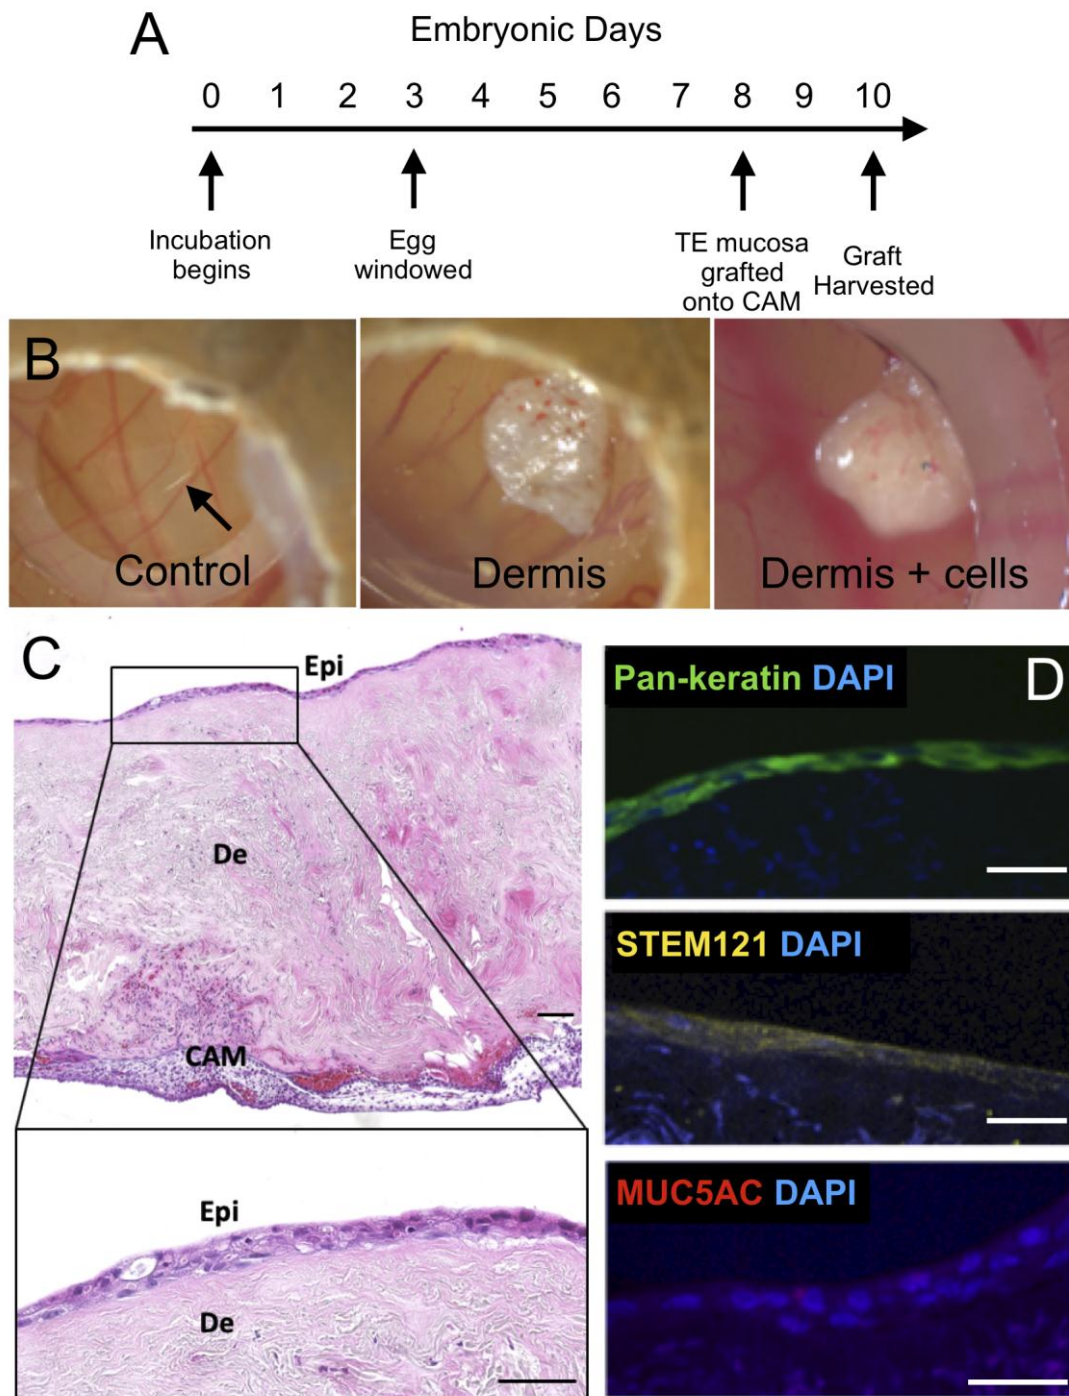 A
Embryonic Days
0 1 2 3 4 5 6 7 8 9 10
Incubation
begins
Egg
windowed
TE mucosa
grafted
onto CAM
Graft
Harvested
B
Control
Dermis
Dermis + cells
C
Epi
De
CAM
Epi
De
Pan-keratin DAPI
D
STEM121 DAPI
MUC5AC DAPI